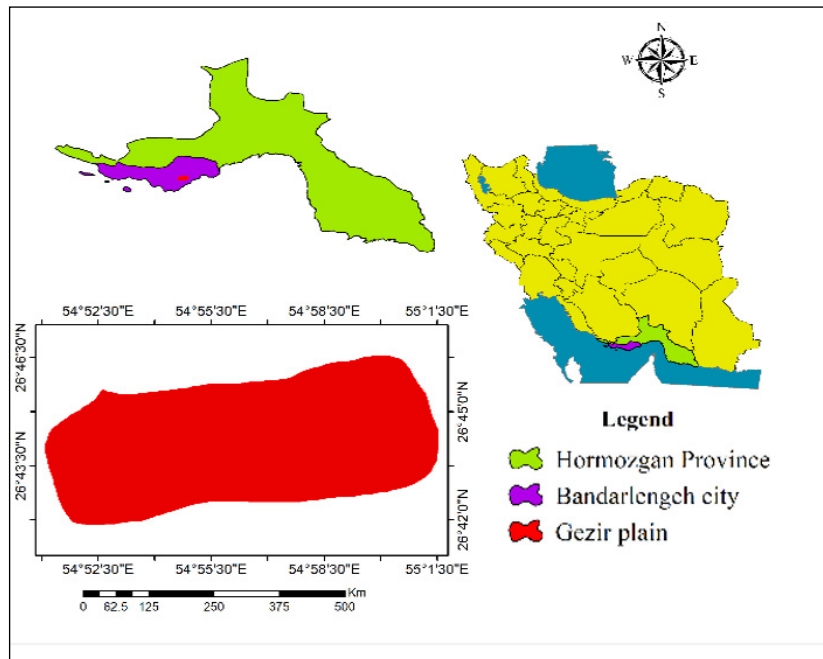 N
W E
S
54°52'30"E 54°55'30"E 54°58'30"E 55°1'30"E
26°46'30"N
26°45'0"N
26°43'30"N
26°42'0"N
54°52'30"E 54°55'30"E 54°58'30"E 55°1'30"E
Km
0 62.5 125 250 375 500
Legend
Hormozgan Province
Bandarlengeh city
Gezir plain